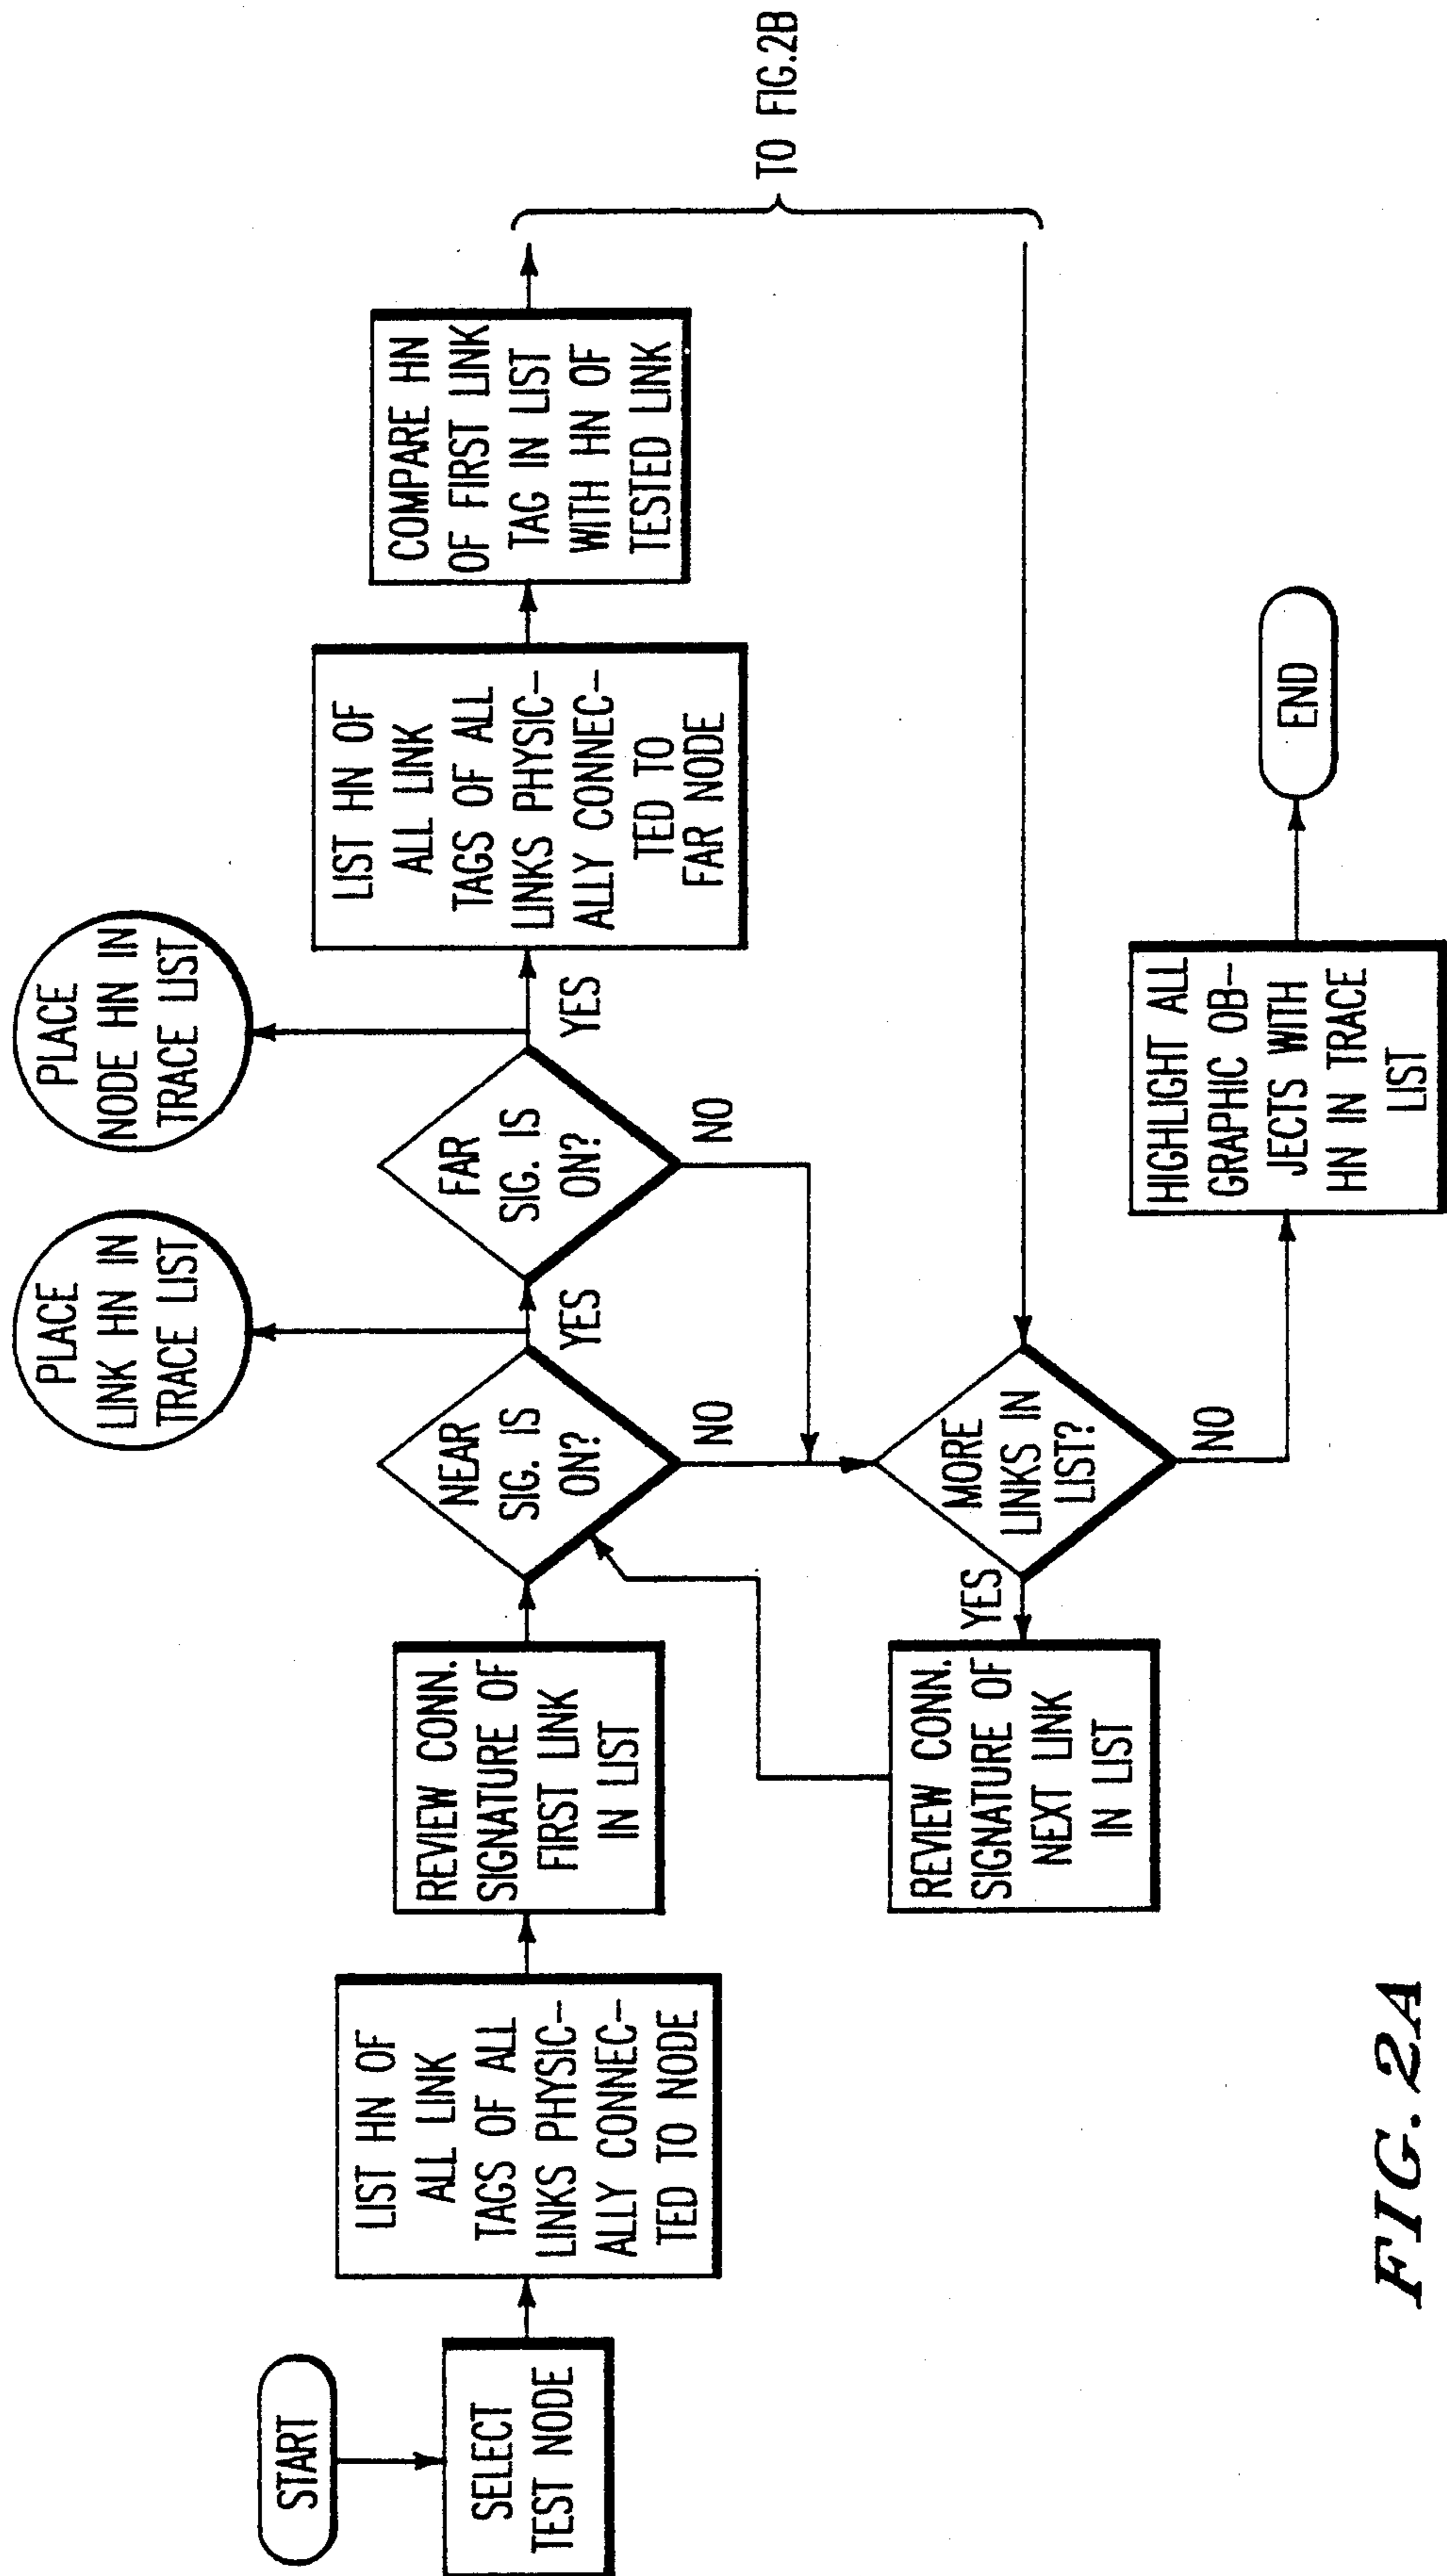 START
SELECT
TEST NODE
LIST HN OF
ALL LINK
TAGS OF ALL
LINKS PHYSIC-
ALLY CONNEC-
TED TO NODE
REVIEW CONN.
SIGNATURE OF
FIRST LINK
IN LIST
NEAR
SIG. IS
ON?
YES
NO
PLACE
LINK HN IN
TRACE LIST
FAR
SIG. IS
ON?
YES
NO
PLACE
NODE HN IN
TRACE LIST
LIST HN OF
ALL LINK
TAGS OF ALL
LINKS PHYSIC-
ALLY CONNEC-
TED TO
FAR NODE
COMPARE HN
OF FIRST LINK
TAG IN LIST
WITH HN OF
TESTED LINK
TO FIG.2B
REVIEW CONN.
SIGNATURE OF
NEXT LINK
IN LIST
YES
MORE
LINKS IN
LIST?
NO
HIGHLIGHT ALL
GRAPHIC OB-
JECTS WITH
HN IN TRACE
LIST
END
FIG. 2A